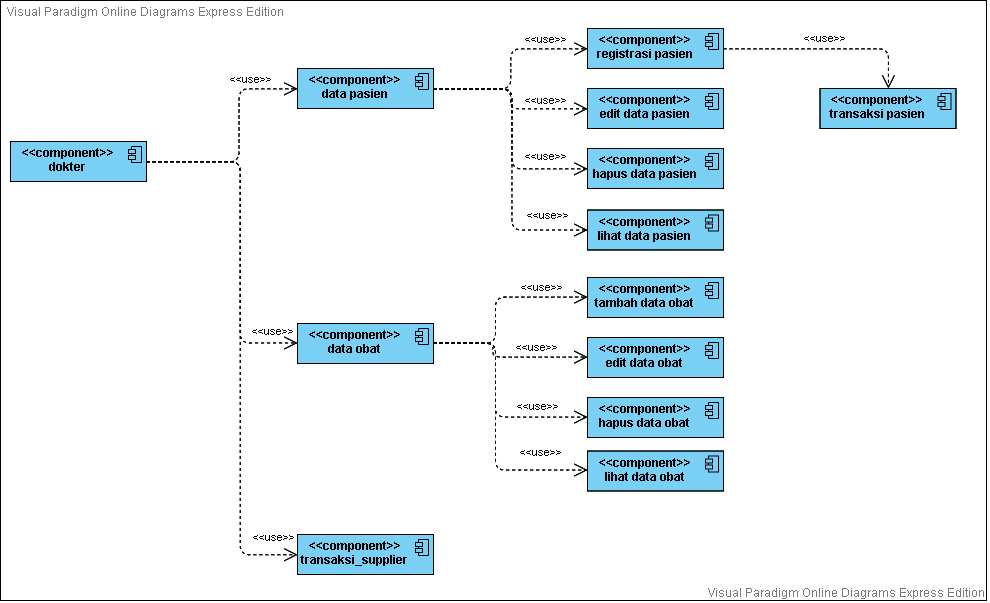 Visual Paradigm Online Diagrams Express Edition
<<use>>
<<component>>
registrasi pasien
<<use>>
<<use>>
<<component>>
data pasien
<<use>>
<<component>>
edit data pasien
<<component>>
transaksi pasien
<<component>>
dokter
<<use>>
<<component>>
hapus data pasien
<<use>>
<<component>>
lihat data pasien
<<use>>
<<component>>
tambah data obat
<<use>>
<<component>>
data obat
<<use>>
<<component>>
edit data obat
<<use>>
<<component>>
hapus data obat
<<use>>
<<component>>
lihat data obat
<<use>>
<<component>>
transaksi_supplier
Visual Paradigm Online Diagrams Express Edition